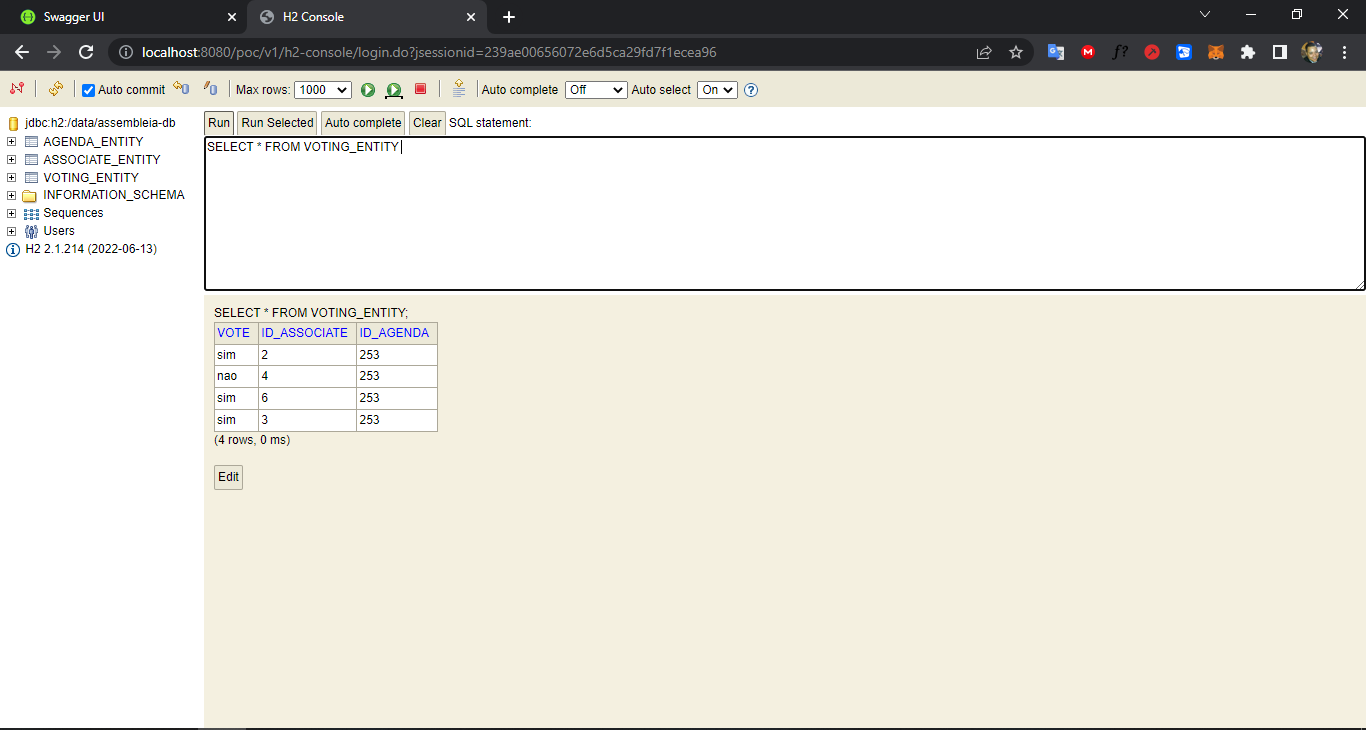 Swagger UI
H2 Console
localhost:8080/poc/v1/h2-console/login.do?jsessionid=239ae00656072e6d5ca29fd7f1ecea96
Auto commit
Max rows:
1000
Auto complete
Off
Auto select
On
jdbc:h2:/data/assembleia-db
AGENDA_ENTITY
ASSOCIATE_ENTITY
VOTING_ENTITY
INFORMATION_SCHEMA
Sequences
Users
H2 2.1.214 (2022-06-13)
Run Run Selected Auto complete Clear SQL statement:
SELECT * FROM VOTING_ENTITY
SELECT * FROM VOTING_ENTITY;
VOTE ID_ASSOCIATE ID_AGENDA
sim 2 253
nao 4 253
sim 6 253
sim 3 253
(4 rows, 0 ms)
Edit